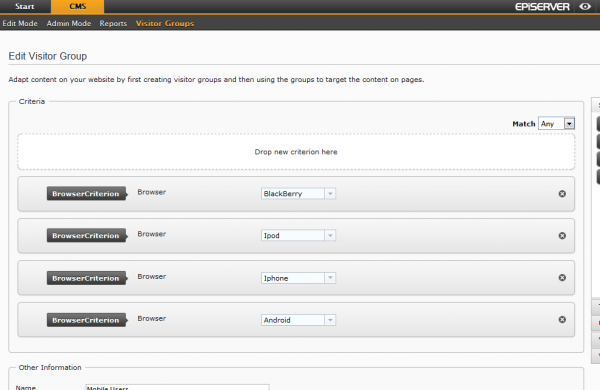 Start CMS EPISERVER
Edit Mode Admin Mode Reports Visitor Groups
Edit Visitor Group
Adapt content on your website by first creating visitor groups and then using the groups to target the content on pages.
Criteria
Match Any
Drop new criterion here
BrowserCriterion Browser BlackBerry
BrowserCriterion Browser Ipod
BrowserCriterion Browser Iphone
BrowserCriterion Browser Android
Other Information
Name Mobile Users